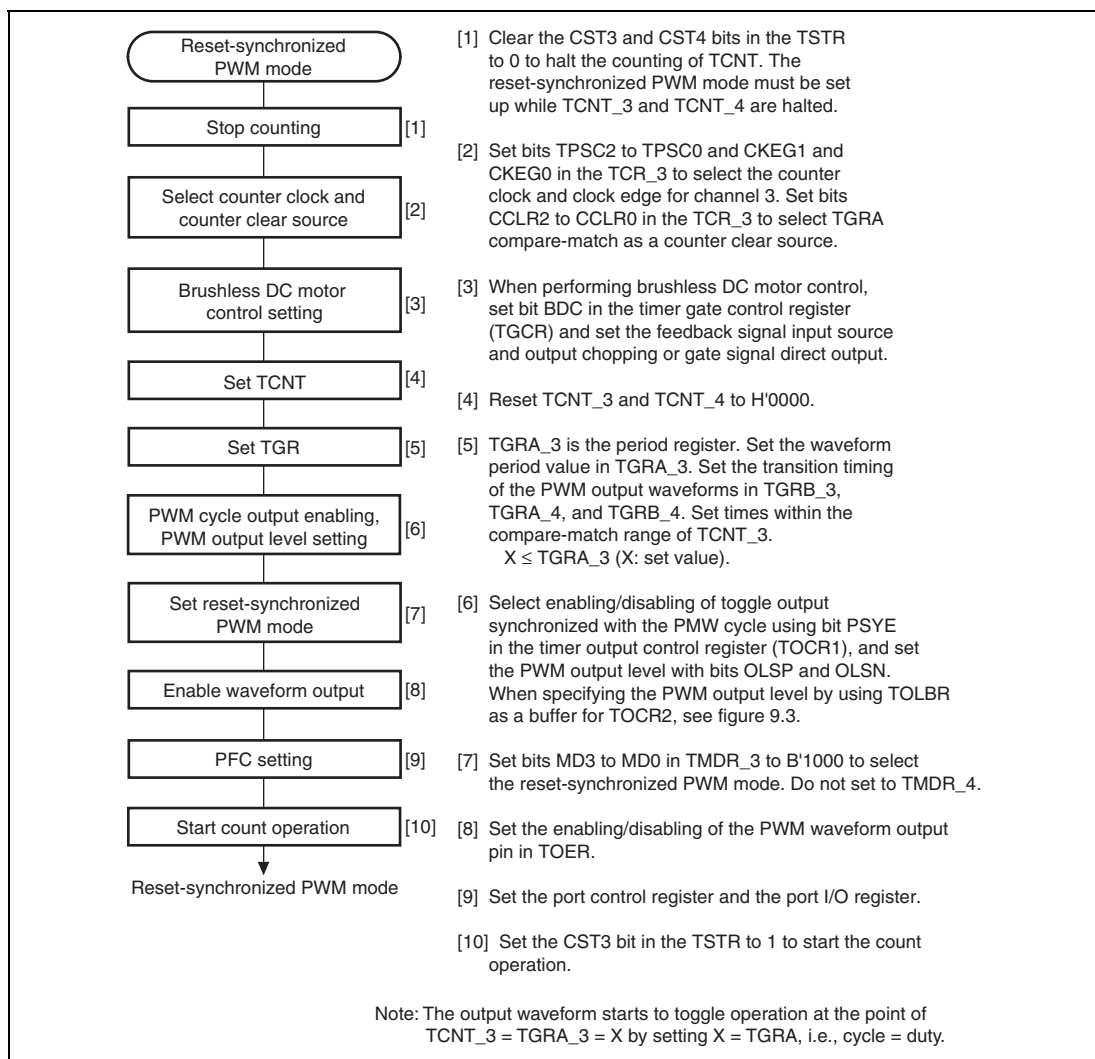 Reset-synchronized
PWM mode
Stop counting
[1]
Select counter clock and
counter clear source
[2]
Brushless DC motor
control setting
[3]
Set TCNT
[4]
Set TGR
[5]
PWM cycle output enabling,
PWM output level setting
[6]
Set reset-synchronized
PWM mode
[7]
Enable waveform output
[8]
PFC setting
[9]
Start count operation
[10]
Reset-synchronized PWM mode
[1] Clear the CST3 and CST4 bits in the TSTR
to 0 to halt the counting of TCNT. The
reset-synchronized PWM mode must be set
up while TCNT_3 and TCNT_4 are halted.
[2] Set bits TPSC2 to TPSC0 and CKEG1 and
CKEG0 in the TCR_3 to select the counter
clock and clock edge for channel 3. Set bits
CCLR2 to CCLR0 in the TCR_3 to select TGRA
compare-match as a counter clear source.
[3] When performing brushless DC motor control,
set bit BDC in the timer gate control register
(TGCR) and set the feedback signal input source
and output chopping or gate signal direct output.
[4] Reset TCNT_3 and TCNT_4 to H'0000.
[5] TGRA_3 is the period register. Set the waveform
period value in TGRA_3. Set the transition timing
of the PWM output waveforms in TGRB_3,
TGRA_4, and TGRB_4. Set times within the
compare-match range of TCNT_3.
X ≤ TGRA_3 (X: set value).
[6] Select enabling/disabling of toggle output
synchronized with the PMW cycle using bit PSYE
in the timer output control register (TOCR1), and set
the PWM output level with bits OLSP and OLSN.
When specifying the PWM output level by using TOLBR
as a buffer for TOCR2, see figure 9.3.
[7] Set bits MD3 to MD0 in TMDR_3 to B'1000 to select
the reset-synchronized PWM mode. Do not set to TMDR_4.
[8] Set the enabling/disabling of the PWM waveform output
pin in TOER.
[9] Set the port control register and the port I/O register.
[10] Set the CST3 bit in the TSTR to 1 to start the count
operation.
Note: The output waveform starts to toggle operation at the point of
TCNT_3 = TGRA_3 = X by setting X = TGRA, i.e., cycle = duty.